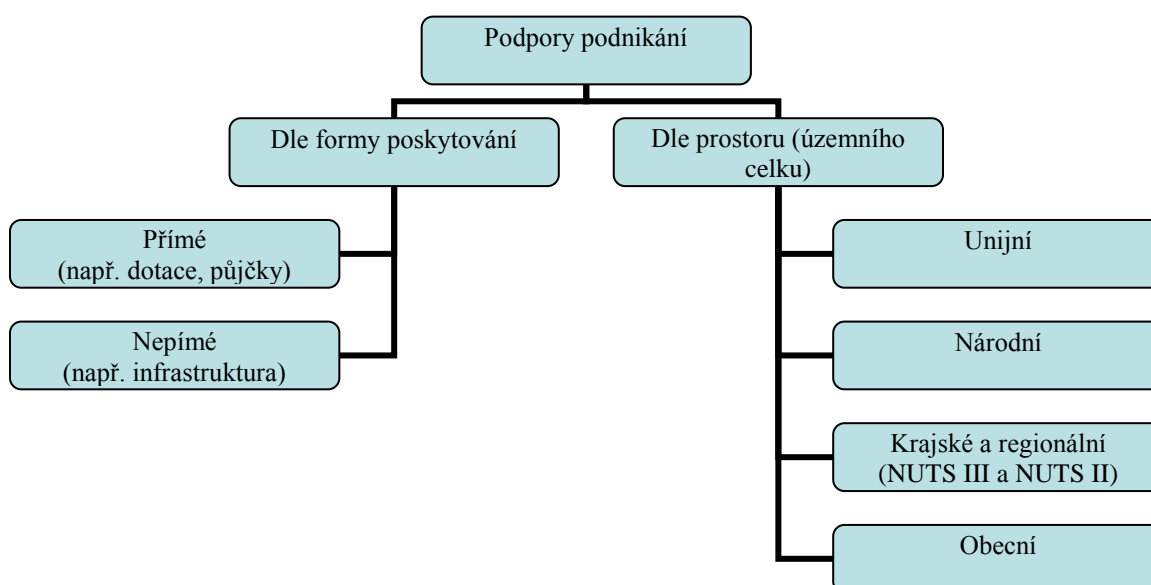 Podpory podnikání
Dle formy poskytování
Dle prostoru (územního
celku)
Přímé
(např. dotace, půjčky)
Nepímé
(např. infrastruktura)
Unijní
Národní
Krajské a regionální
(NUTS III a NUTS II)
Obecní